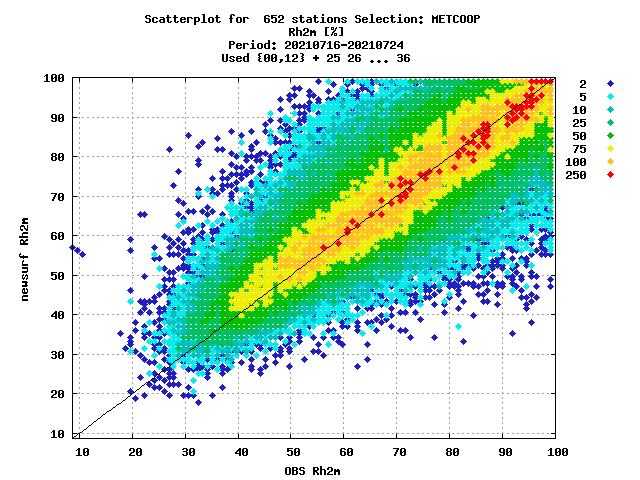 Scatterplot for  652 stations Selection: METCOOP
Rh2m [%]
Period: 20210716-20210724
Used {00,12} + 25 26 ... 36
100
90
80
70
60
50
40
30
20
10
newsurf Rh2m
10 20 30 40 50 60 70 80 90 100
OBS Rh2m
2
5
10
25
50
75
100
250